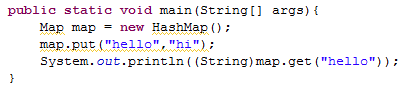 public static void main(String[] args){
    Map map = new HashMap();
    map.put("hello","hi");
    System.out.println((String)map.get("hello"));
}